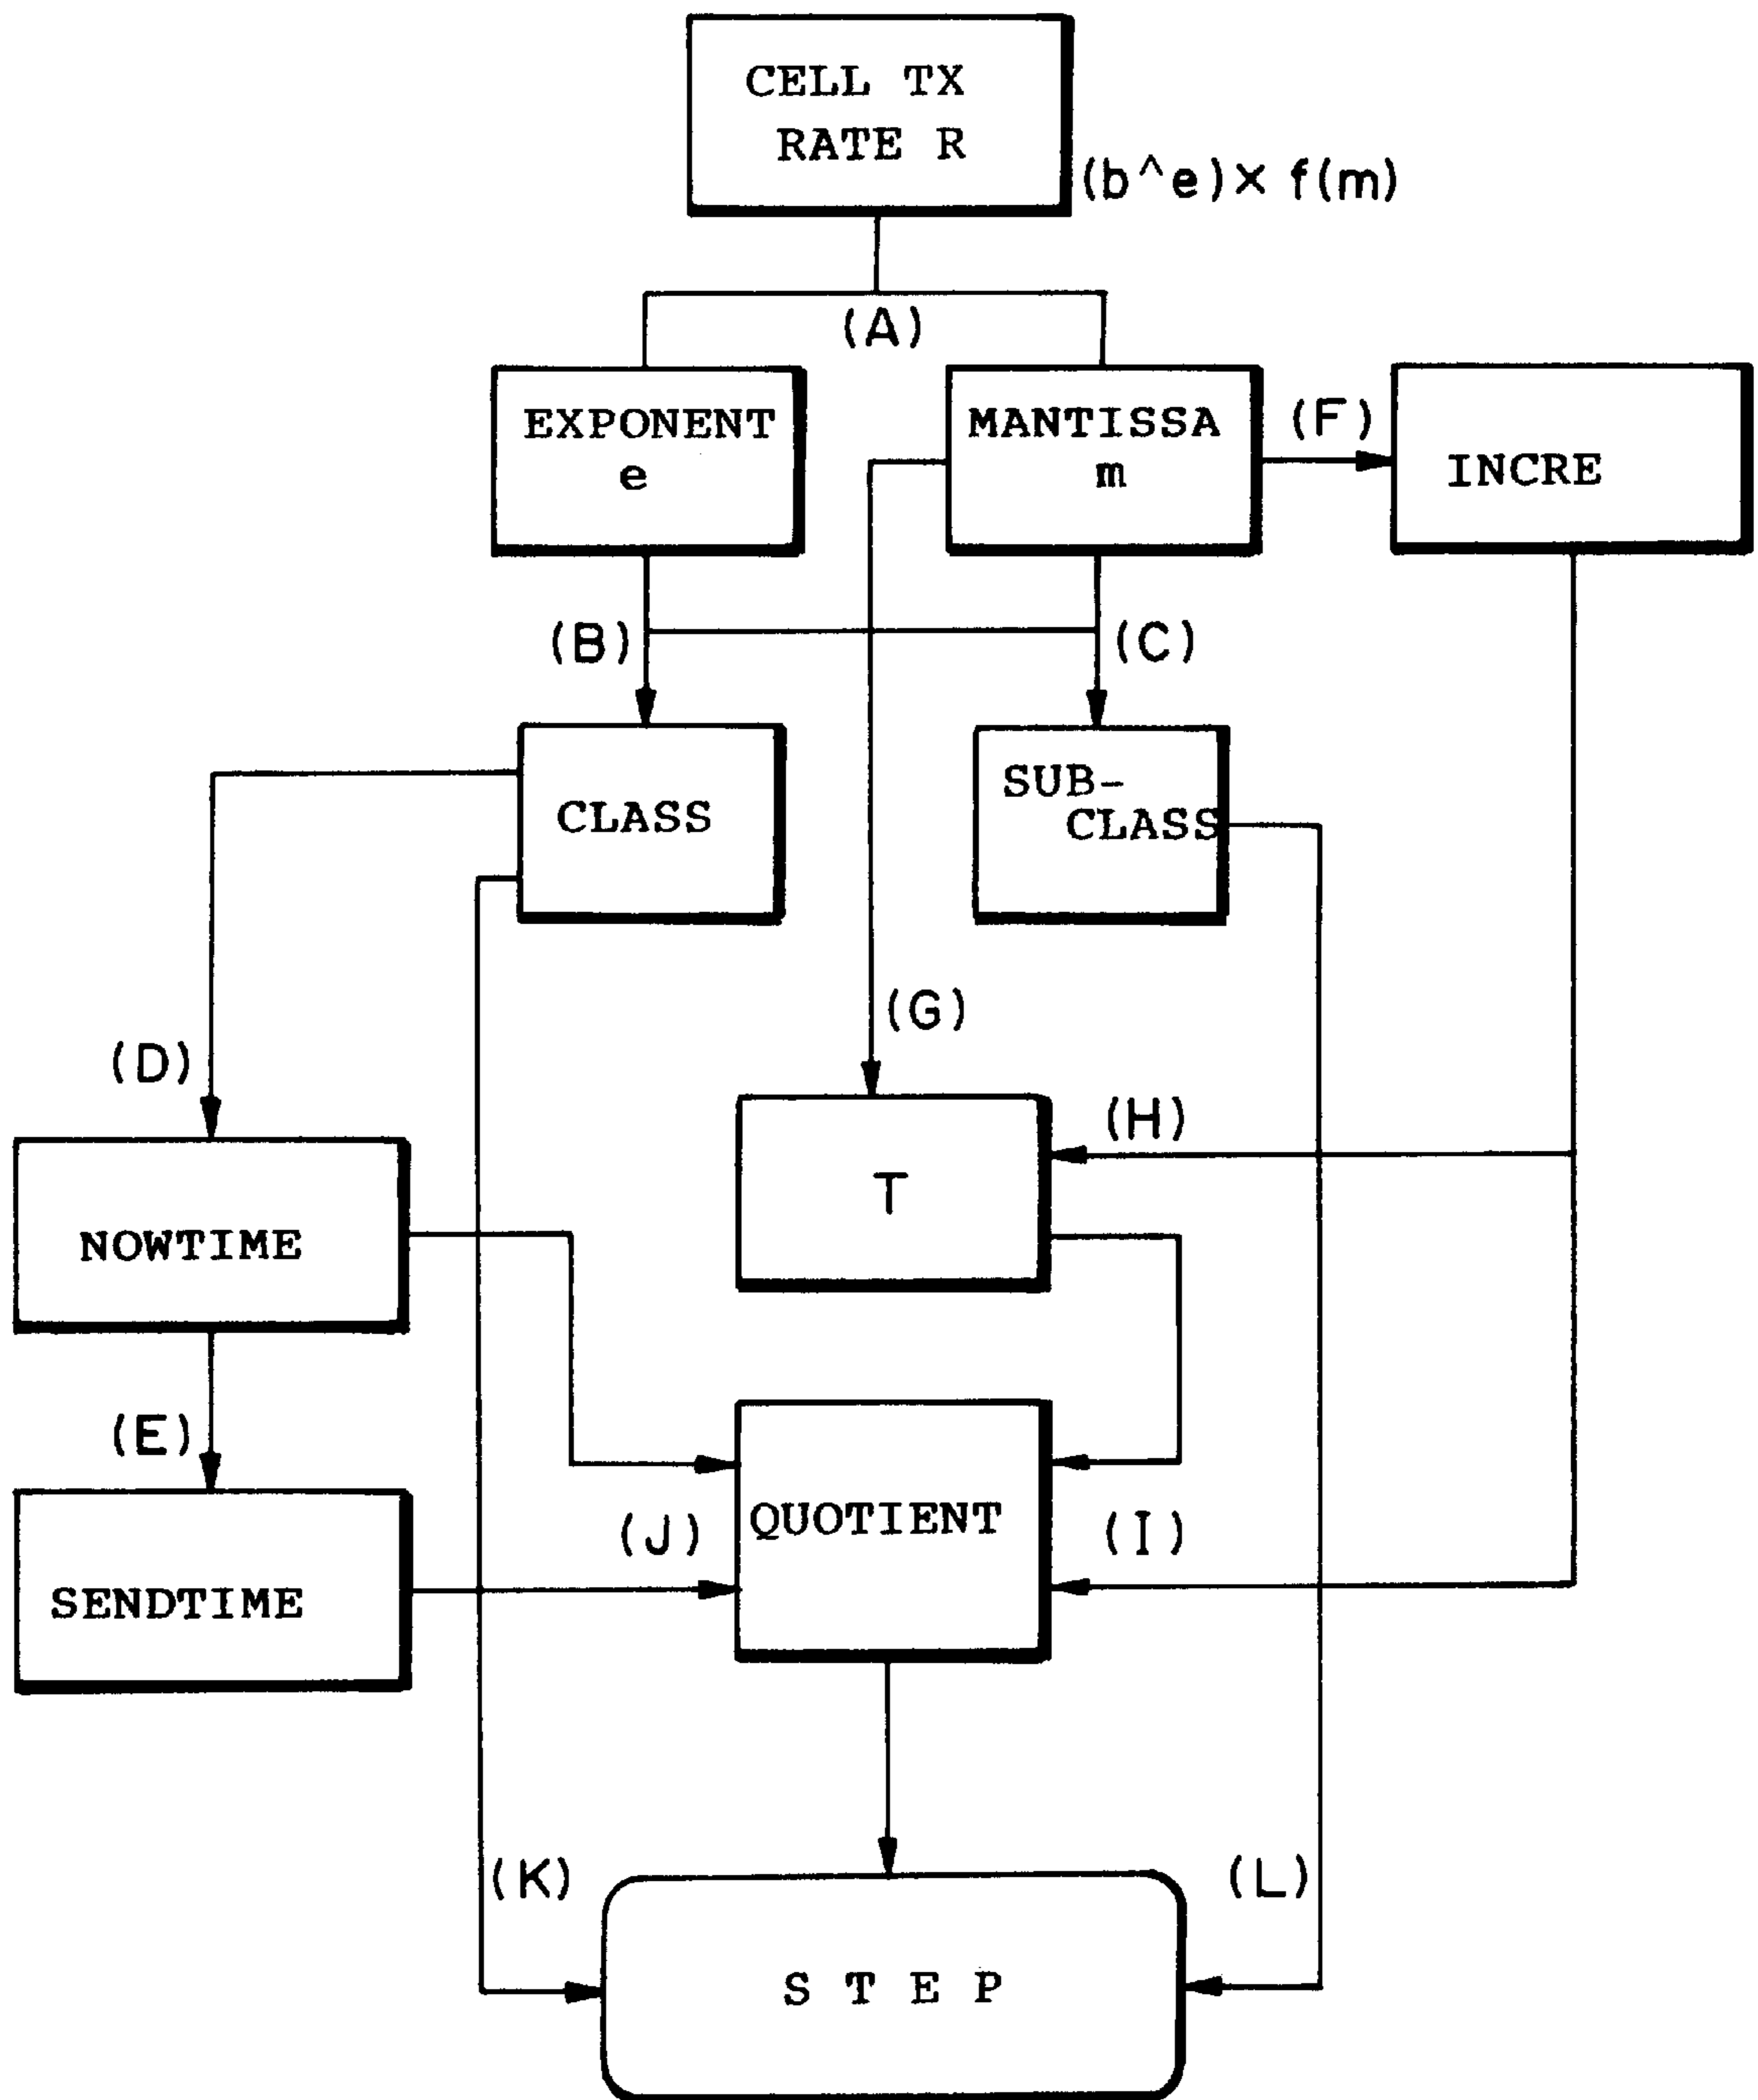 CELL TX
RATE R
(b^e)× f(m)
(A)
EXPONENT
e
MANTISSA
m
(F)
INCRE
(B)
(C)
CLASS
SUB-
CLASS
(G)
(D)
(H)
T
NOWTIME
(E)
QUOTIENT
(J)
(I)
SENDTIME
(K)
(L)
S T E P